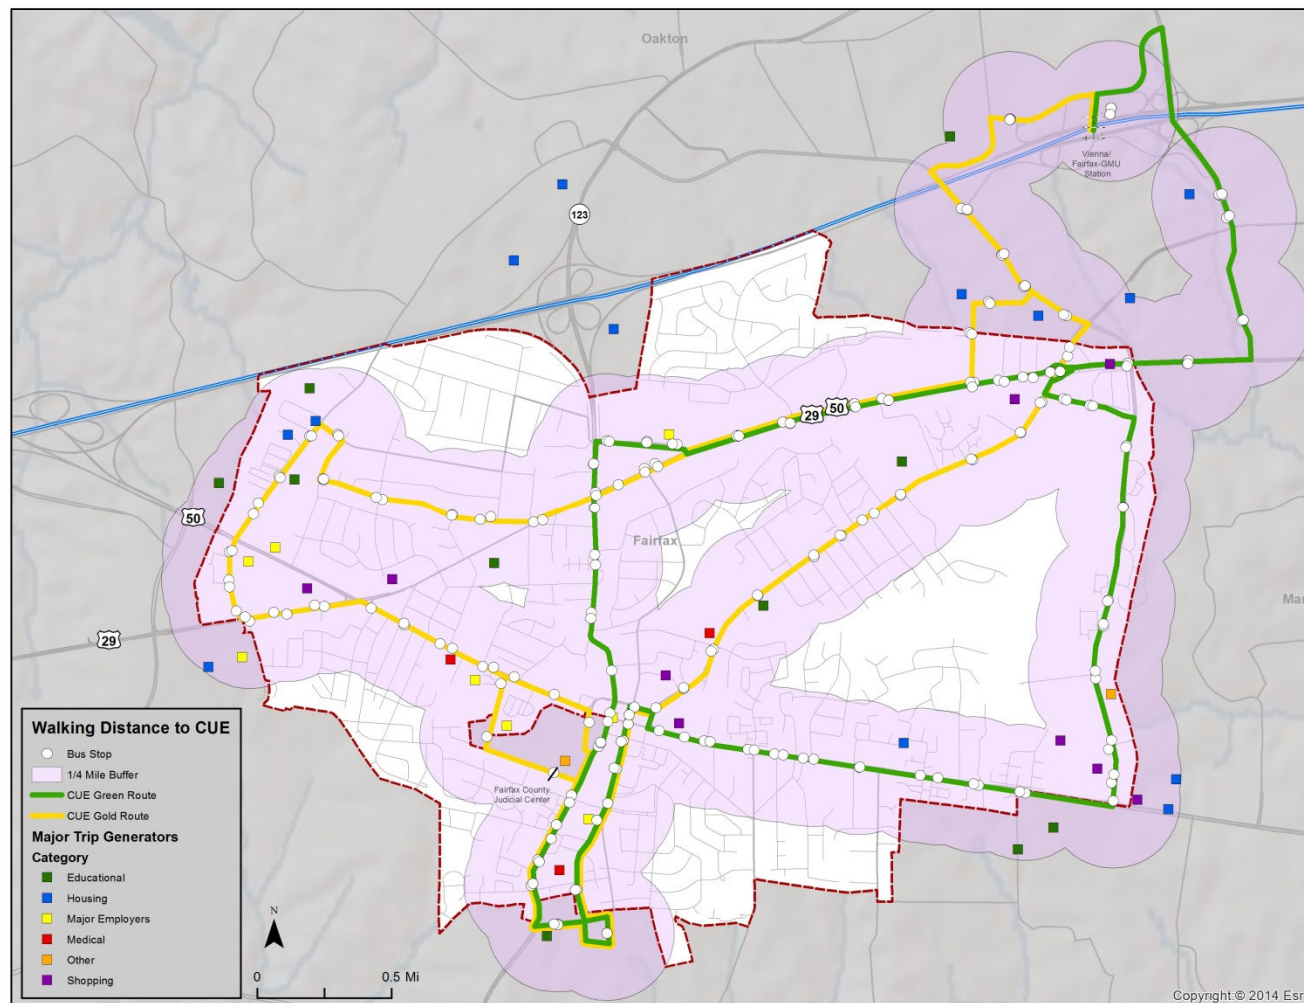 Oakton
Vienna/
Fairfax-GMU
Station
123
29
50
50
Fairfax
29
Fairfax County
Judicial Center
Walking Distance to CUE
Bus Stop
1/4 Mile Buffer
CUE Green Route
CUE Gold Route
Major Trip Generators
Category
Educational
Housing
Major Employers
Medical
Other
Shopping
N
0
0.5 Mi
Mar
Copyright:© 2014 Esr